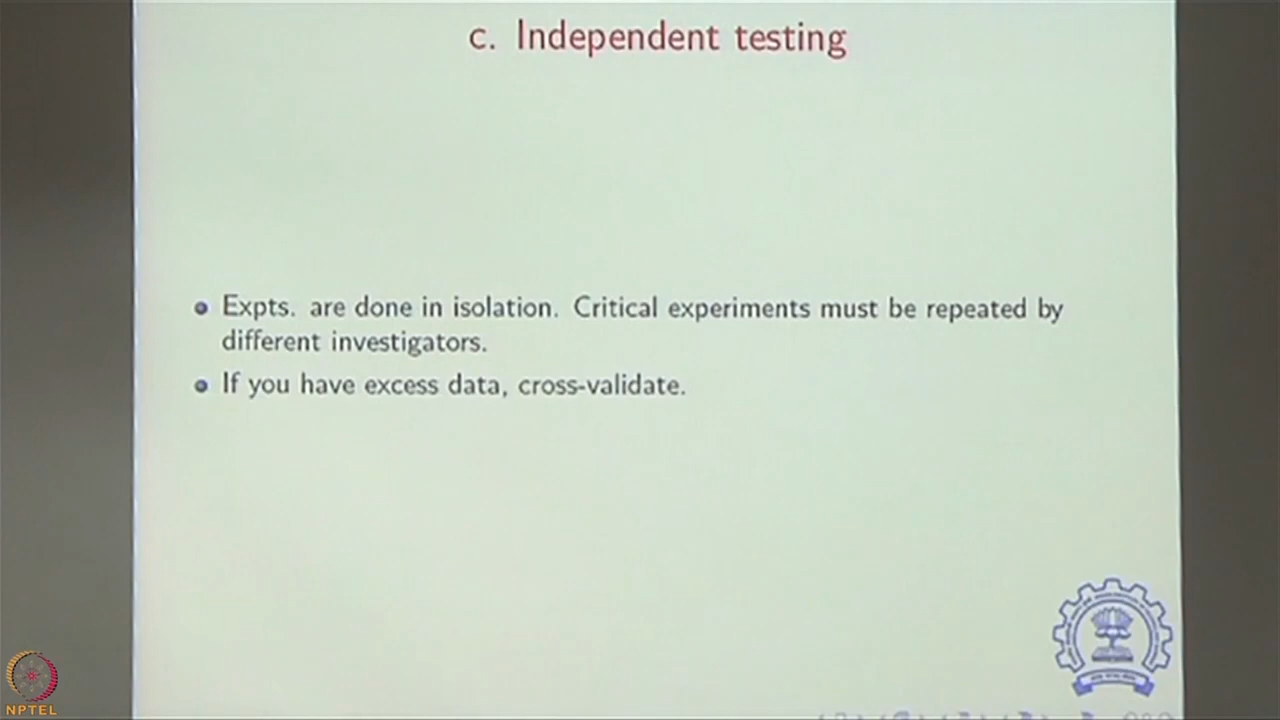 c. Independent testing
Expts. are done in isolation. Critical experiments must be repeated by
different investigators.
If you have excess data, cross-validate.
NPTEL